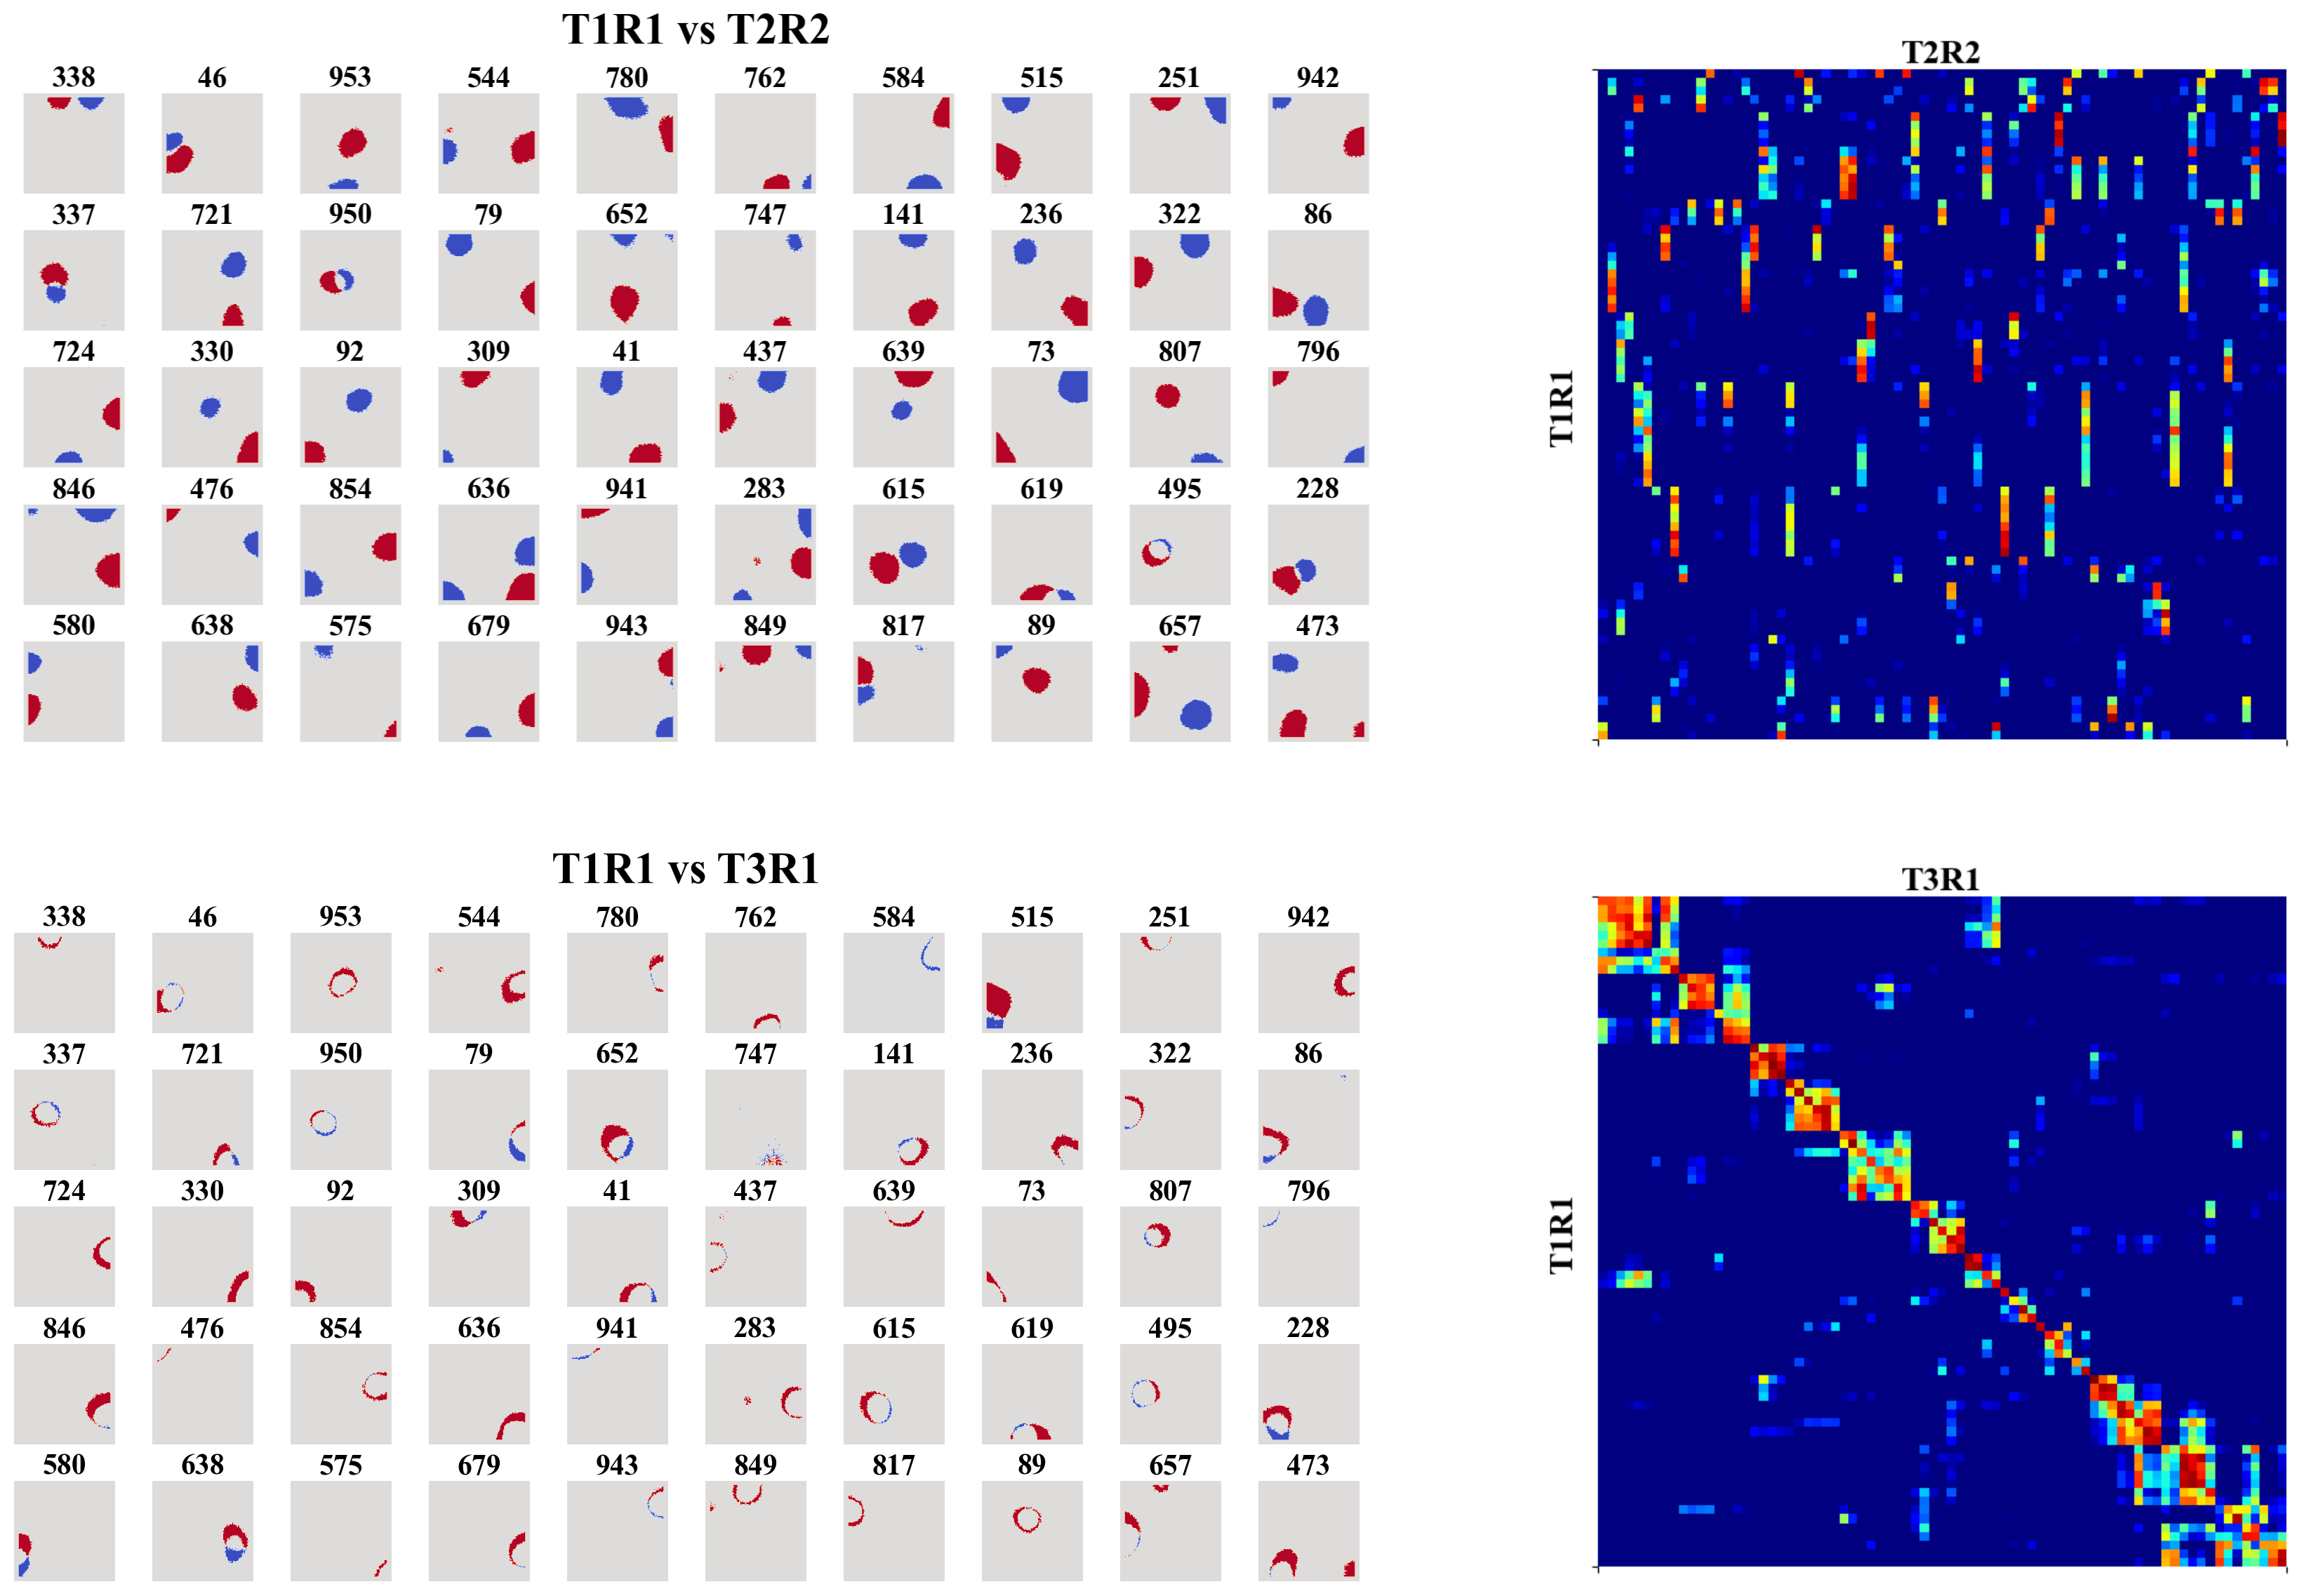 T1R1 vs T2R2
338 46 953 544 780 762 584 515 251 942
337 721 950 79 652 747 141 236 322 86
724 330 92 309 41 437 639 73 807 796
846 476 854 636 941 283 615 619 495 228
580 638 575 679 943 849 817 89 657 473
T2R2
T1R1
T1R1 vs T3R1
338 46 953 544 780 762 584 515 251 942
337 721 950 79 652 747 141 236 322 86
724 330 92 309 41 437 639 73 807 796
846 476 854 636 941 283 615 619 495 228
580 638 575 679 943 849 817 89 657 473
T3R1
T1R1